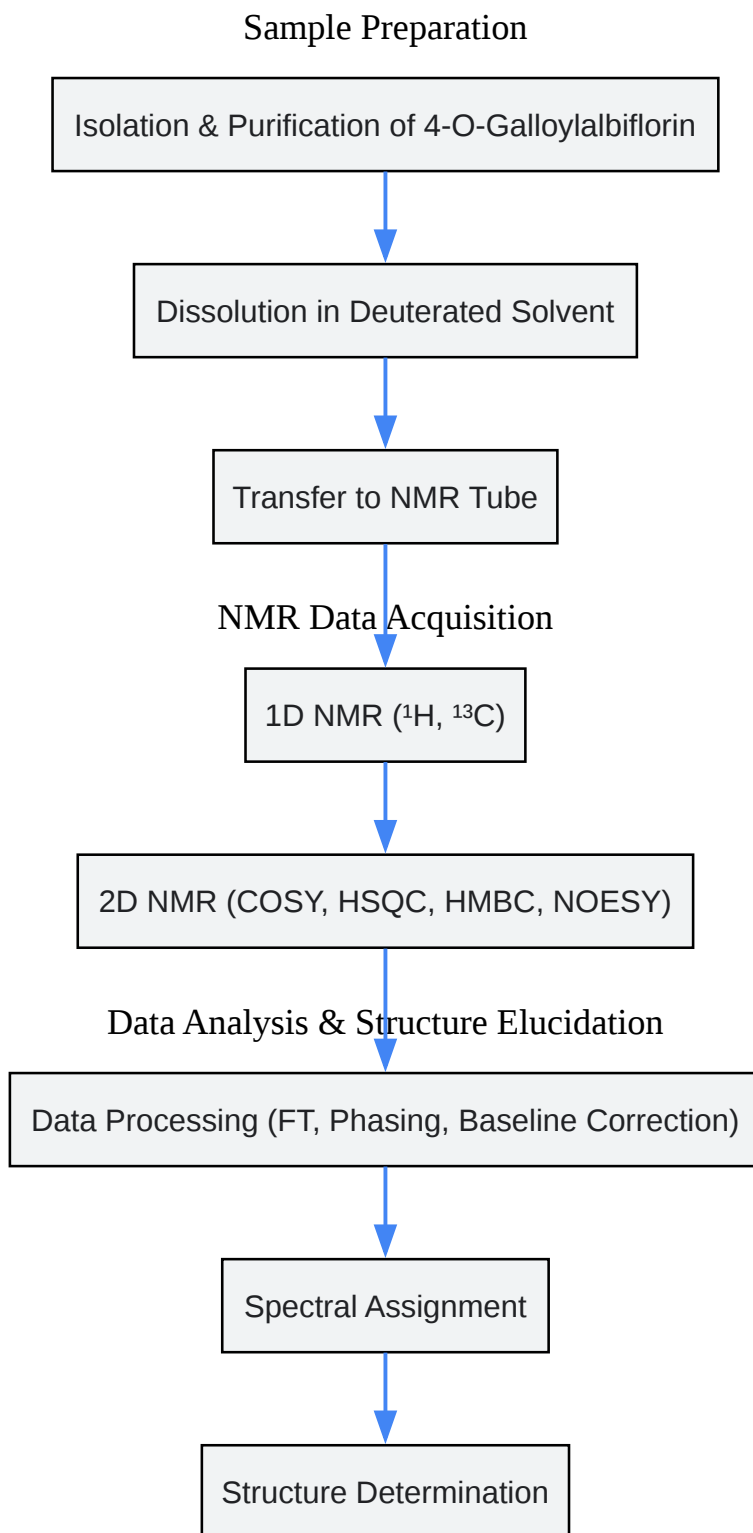 Sample Preparation
Isolation & Purification of 4-O-Galloylalbiflorin
Dissolution in Deuterated Solvent
Transfer to NMR Tube
NMR Data Acquisition
1D NMR (¹H, ¹³C)
2D NMR (COSY, HSQC, HMBC, NOESY)
Data Analysis & Structure Elucidation
Data Processing (FT, Phasing, Baseline Correction)
Spectral Assignment
Structure Determination